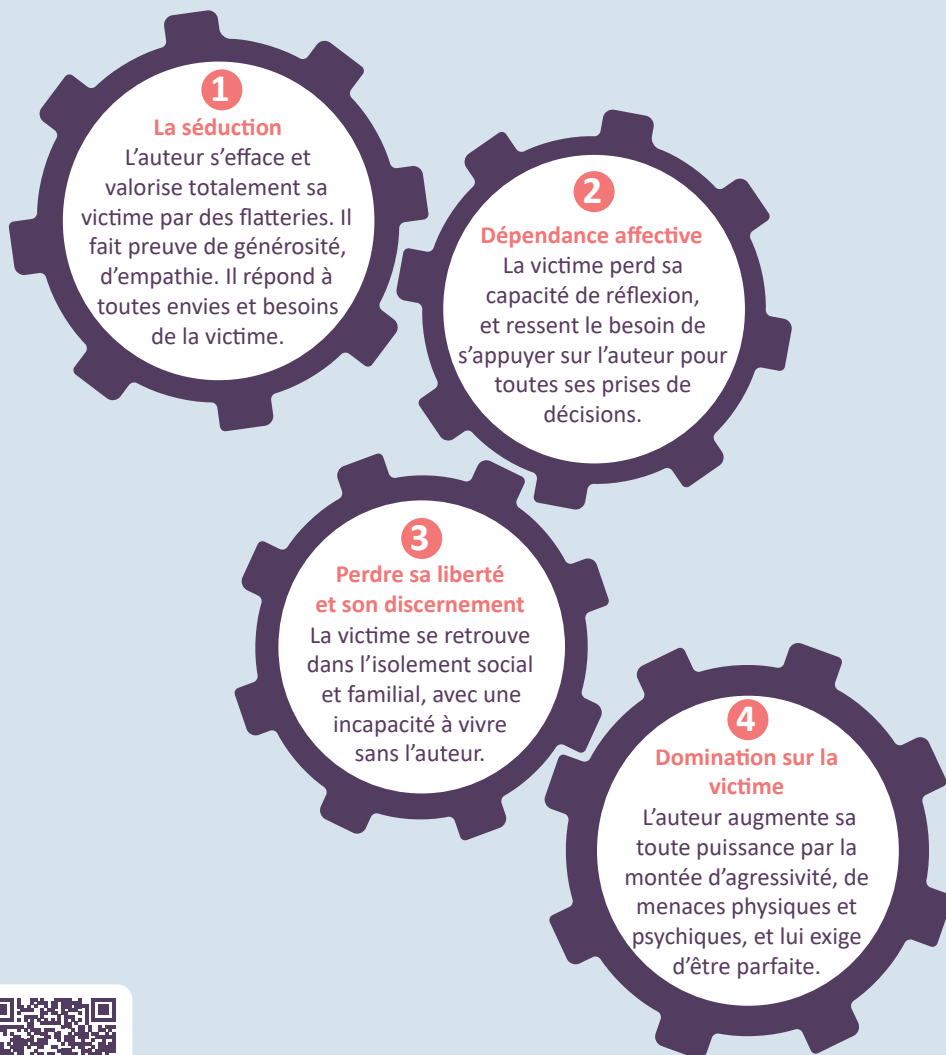 1
La séduction
L’auteur s’efface et
valorise totalement sa
victime par des flatteries. Il
fait preuve de générosité,
d’empathie. Il répond à
toutes envies et besoins
de la victime.
2
Dépendance affective
La victime perd sa
capacité de réflexion,
et ressent le besoin de
s’appuyer sur l’auteur pour
toutes ses prises de
décisions.
3
Perdre sa liberté
et son discernement
La victime se retrouve
dans l’isolement social
et familial, avec une
incapacité à vivre
sans l’auteur.
4
Domination sur la
victime
L’auteur augmente sa
toute puissance par la
montée d’agressivité, de
menaces physiques et
psychiques, et lui exige
d’être parfaite.